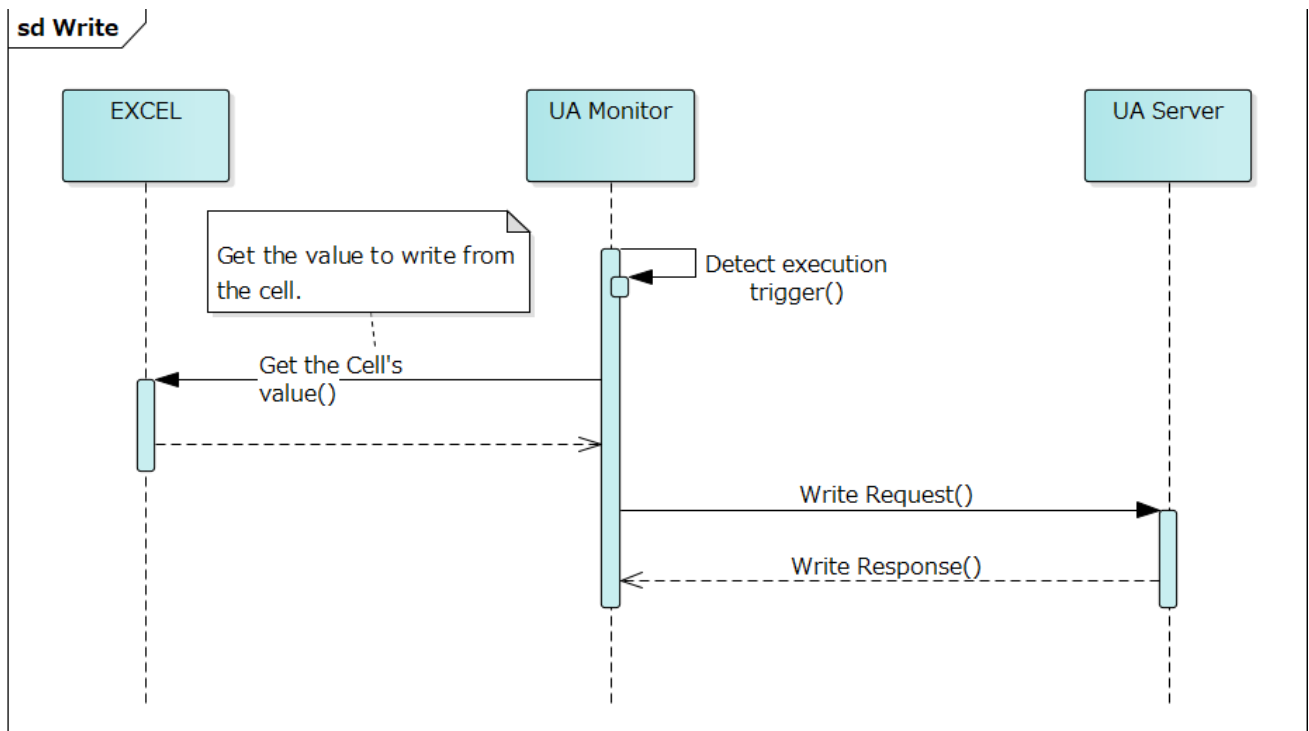 sd Write
EXCEL
UA Monitor
UA Server
Get the value to write from
the cell.
Detect execution
trigger()
Get the Cell's
value()
Write Request()
Write Response()